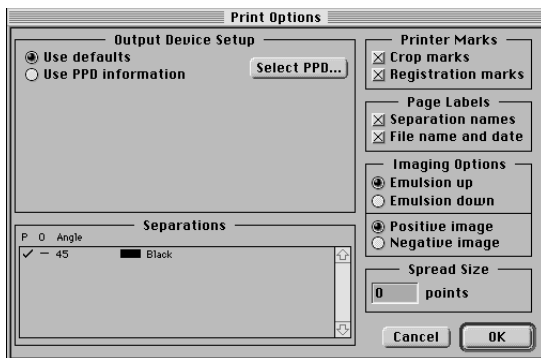 Print Options
Output Device Setup
Use defaults
Use PPD information
Select PPD...
Separations
P O Angle
45 Black
Printer Marks
Crop marks
Registration marks
Page Labels
Separation names
File name and date
Imaging Options
Emulsion up
Emulsion down
Positive image
Negative image
Spread Size
0 points
Cancel OK